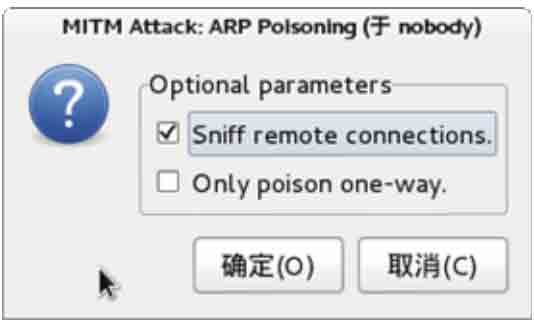 MITM Attack: ARP Poisoning (于 nobody)
Optional parameters
Sniff remote connections.
Only poison one-way.
确定(O) 取消(C)